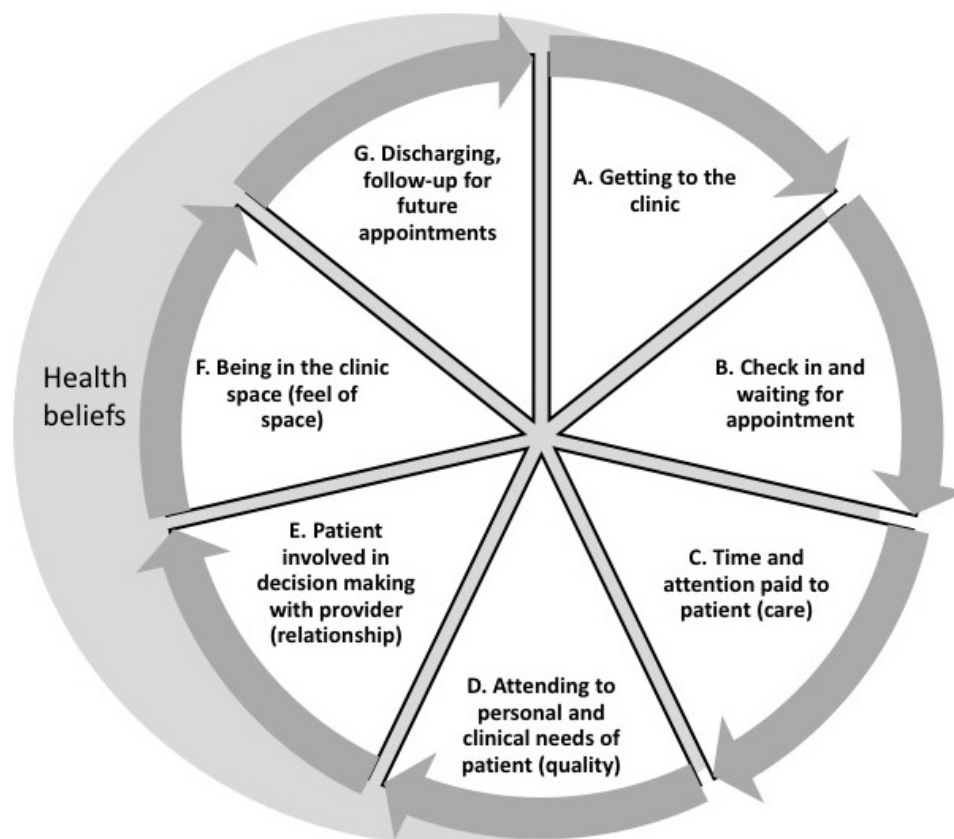 A. Getting to the
clinic
B. Check in and
waiting for
appointment
C. Time and
attention paid to
patient (care)
D. Attending to
personal and
clinical needs of
patient (quality)
E. Patient
involved in
decision making
with provider
(relationship)
F. Being in the clinic
space (feel of
space)
G. Discharging,
follow-up for
future
appointments
Health
beliefs